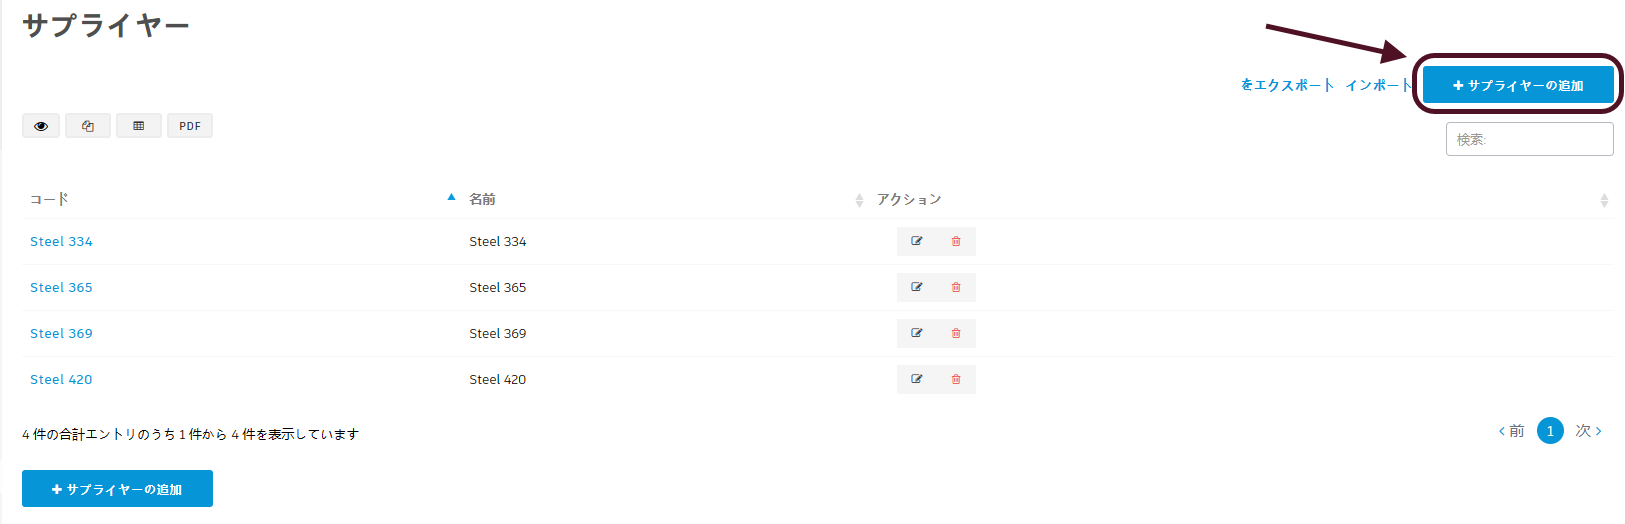 サプライヤー
をエクスポート インポート サプライヤーの追加
PDF
検索:
コード 名前 アクション
Steel 334 Steel 334
Steel 365 Steel 365
Steel 369 Steel 369
Steel 420 Steel 420
4 件の合計エントリのうち 1 件から 4 件を表示しています
前 1 次
サプライヤーの追加